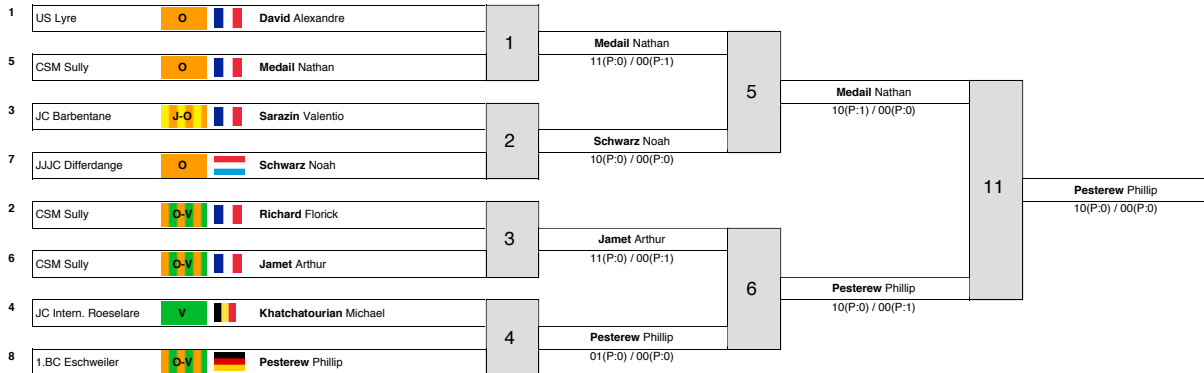 1 US Lyre O David Alexandre
1
Medail Nathan
11(P:0) / 00(P:1)
5 CSM Sully O Medail Nathan
5
Medail Nathan
10(P:1) / 00(P:0)
3 JC Barbentane J-O Sarazin Valentio
2
Schwarz Noah
10(P:0) / 00(P:0)
7 JJJC Differdange O Schwarz Noah
11
Pesterew Phillip
10(P:0) / 00(P:0)
2 CSM Sully O-V Richard Florick
3
Jamet Arthur
11(P:0) / 00(P:1)
6 CSM Sully O-V Jamet Arthur
6
Pesterew Phillip
10(P:0) / 00(P:1)
4 JC Intern. Roeselare V Khatchatourian Michael
4
Pesterew Phillip
01(P:0) / 00(P:0)
8 1.BC Eschweiler O-V Pesterew Phillip